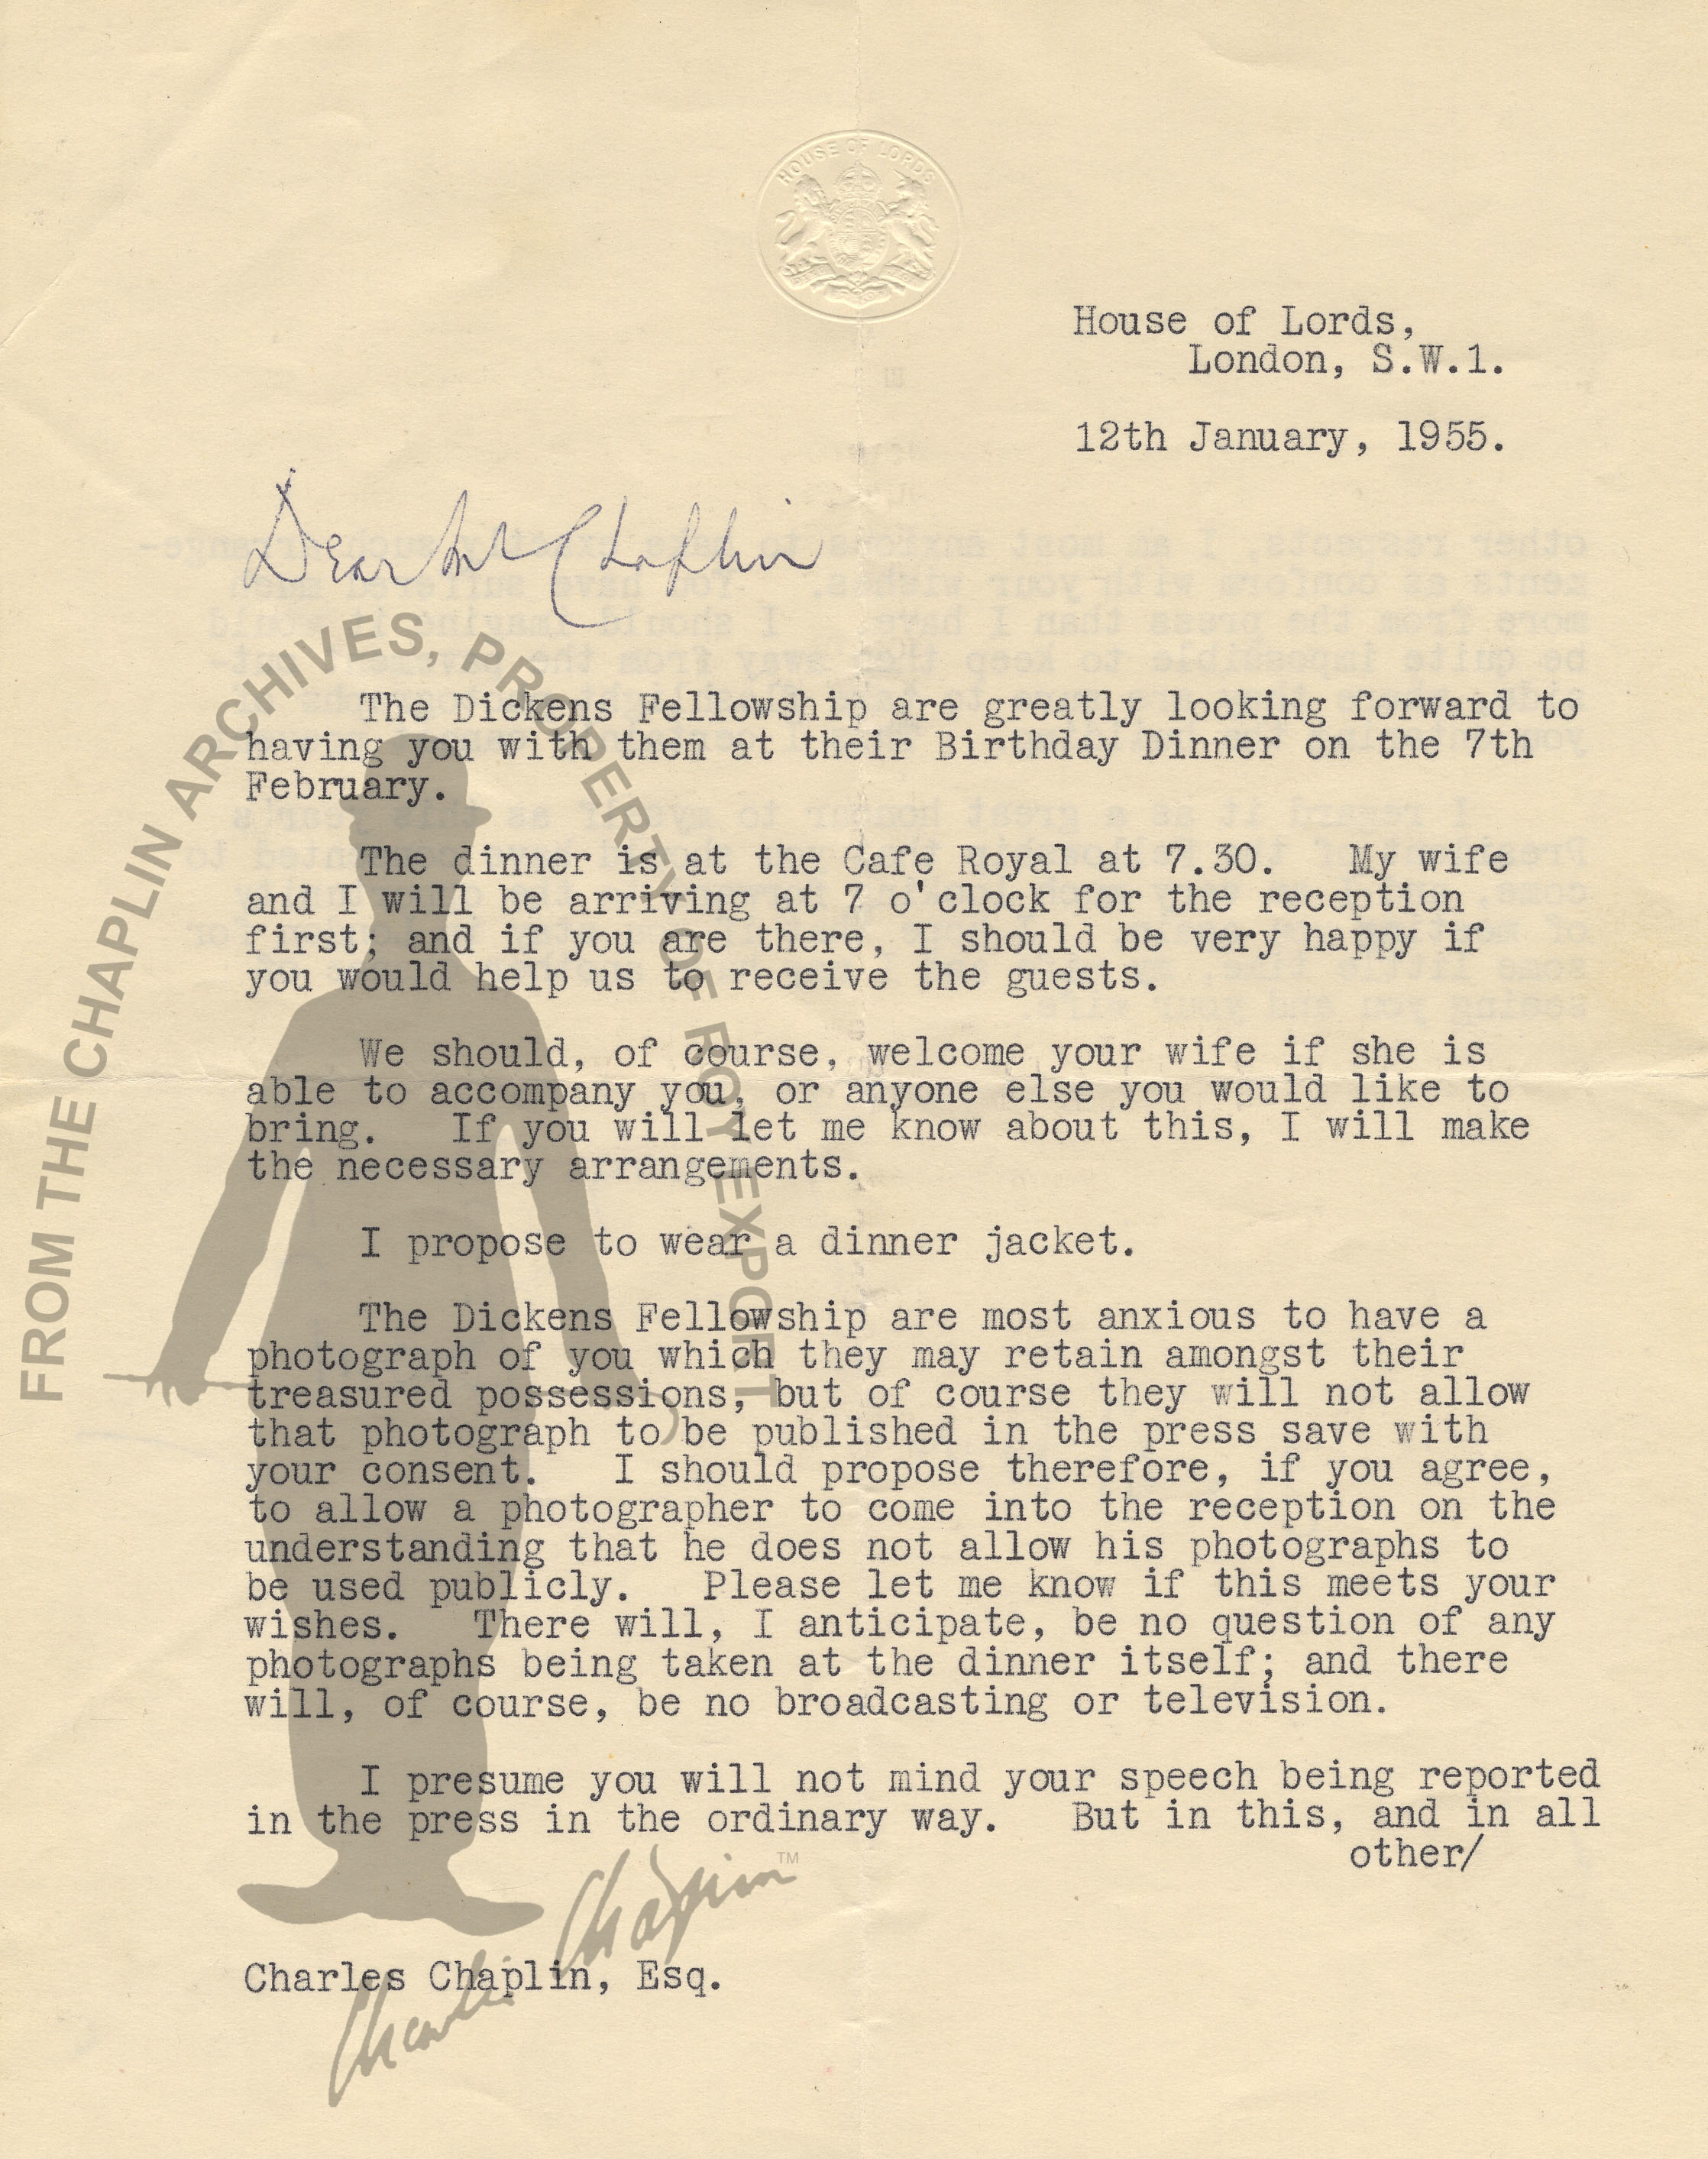 HOUSE OF LORDS
House of Lords,
London, S.W.1.
12th January, 1955.
Dear Mr Chaplin
The Dickens Fellowship are greatly looking forward to
having you with them at their Birthday Dinner on the 7th
February.
The dinner is at the Cafe Royal at 7.30. My wife
and I will be arriving at 7 o'clock for the reception
first; and if you are there, I should be very happy if
you would help us to receive the guests.
We should, of course, welcome your wife if she is
able to accompany you, or anyone else you would like to
bring. If you will let me know about this, I will make
the necessary arrangements.
I propose to wear a dinner jacket.
The Dickens Fellowship are most anxious to have a
photograph of you which they may retain amongst their
treasured possessions, but of course they will not allow
that photograph to be published in the press save with
your consent. I should propose therefore, if you agree,
to allow a photographer to come into the reception on the
understanding that he does not allow his photographs to
be used publicly. Please let me know if this meets your
wishes. There will, I anticipate, be no question of any
photographs being taken at the dinner itself; and there
will, of course, be no broadcasting or television.
I presume you will not mind your speech being reported
in the press in the ordinary way. But in this, and in all
other/
Charles Chaplin, Esq.
FROM THE CHAPLIN ARCHIVES, PROPERTY OF ROY EXPORT
Charlie Chaplin™